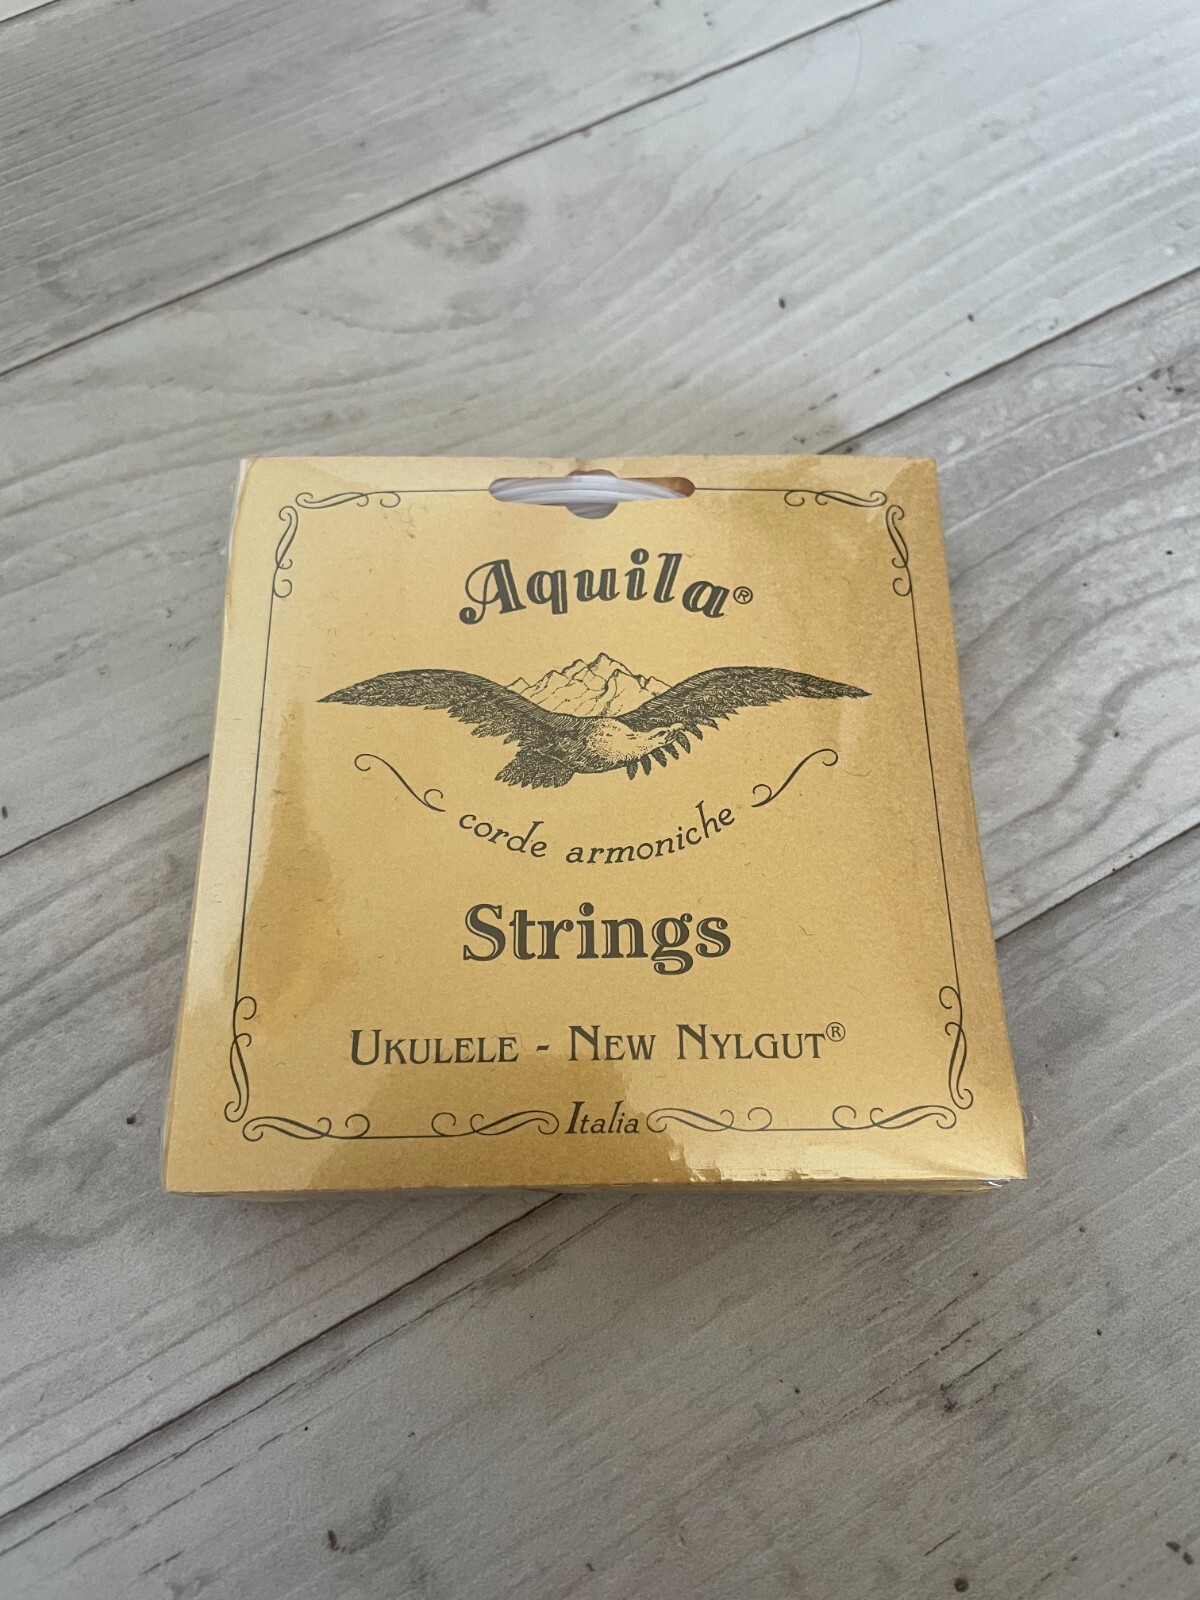 Aquila®
corde armoniche
Strings
UKULELE - NEW NYLGUT®
Italia